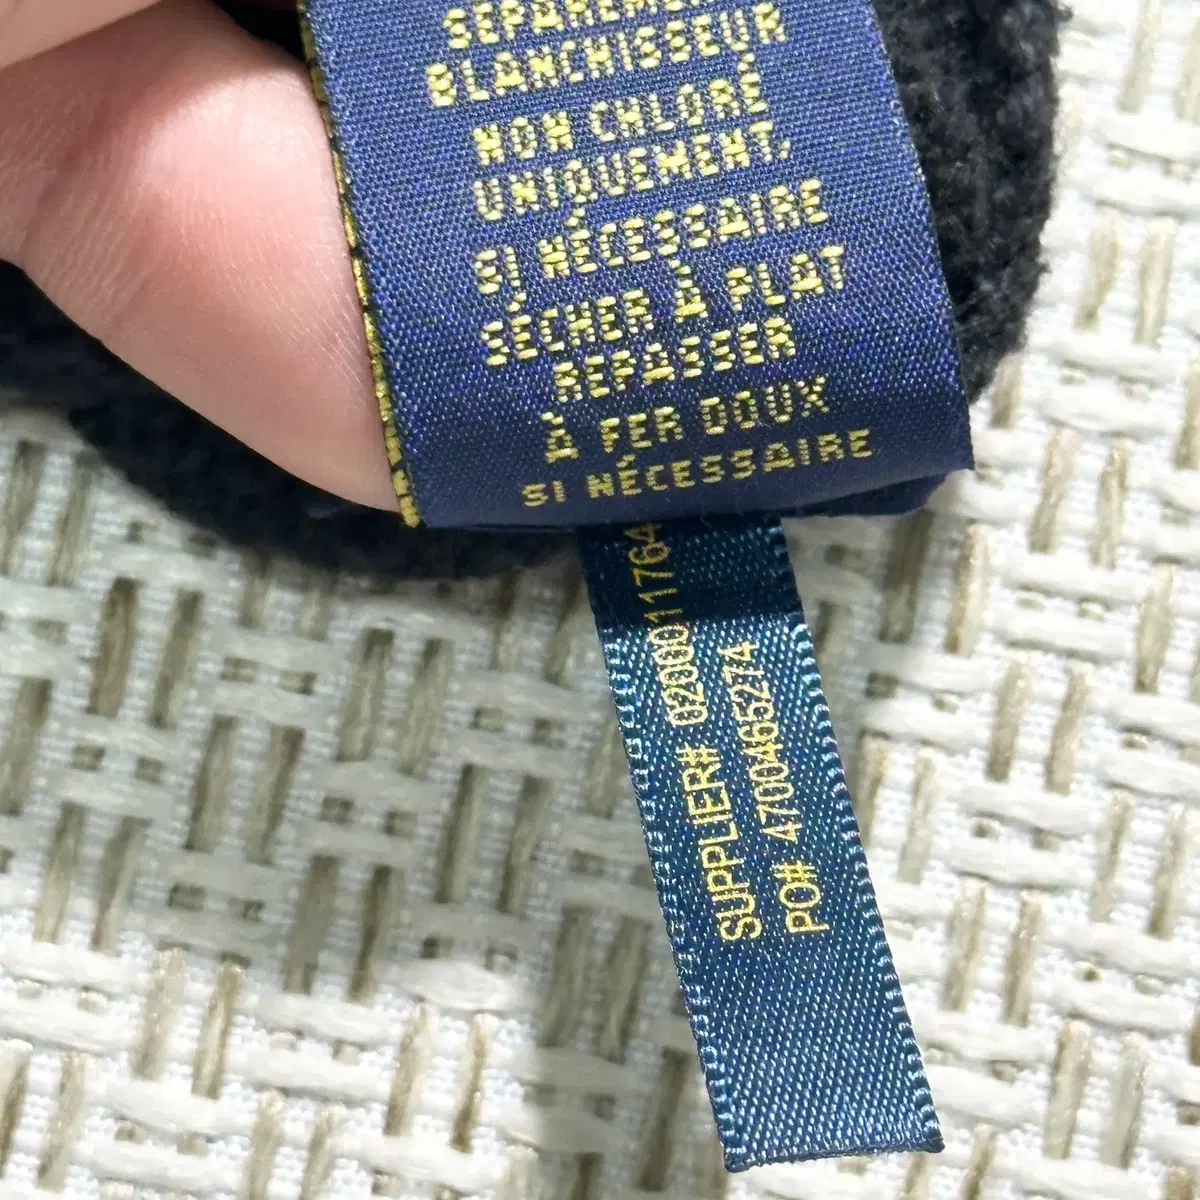 SÉPARÉMENT
BLANCHISSEUR
NON CHLORÉ
UNIQUEMENT,
SI NÉCESSAIRE
SÉCHER À PLAT
REPASSER
À FER DOUX
SI NÉCESSAIRE
SUPPLIER# 0200011764
PO# 4700465274